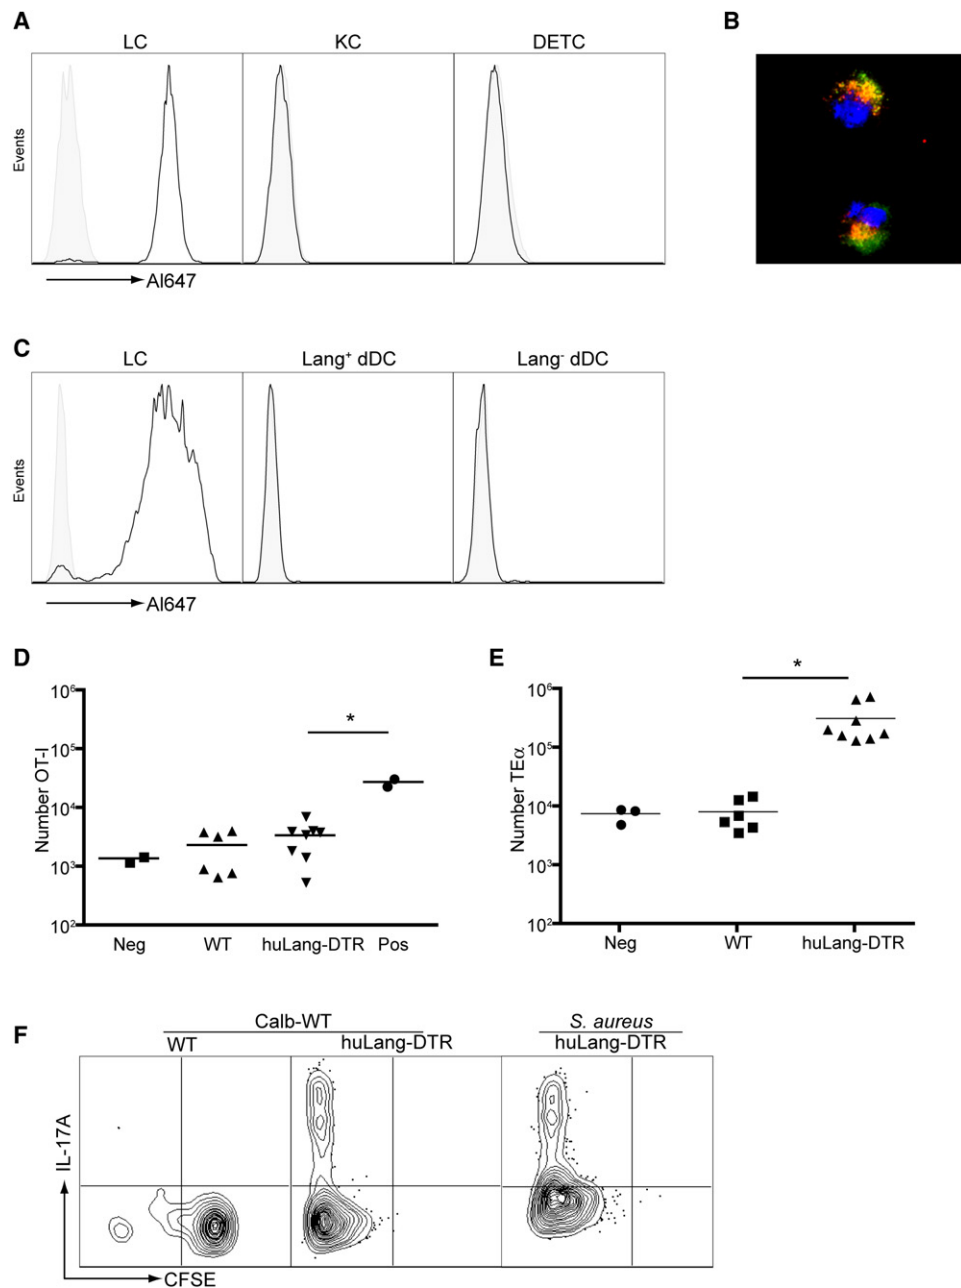 A
B
LC KC DETC
Events
Al647
C
LC Lang⁺ dDC Lang⁻ dDC
Events
Al647
D
E
*
*
10⁶
10⁵
10⁴
10³
10²
Number OT-I
Neg WT huLang-DTR Pos
10⁶
10⁵
10⁴
10³
10²
Number TEα
Neg WT huLang-DTR
F
Calb-WT S. aureus
WT huLang-DTR huLang-DTR
IL-17A
CFSE